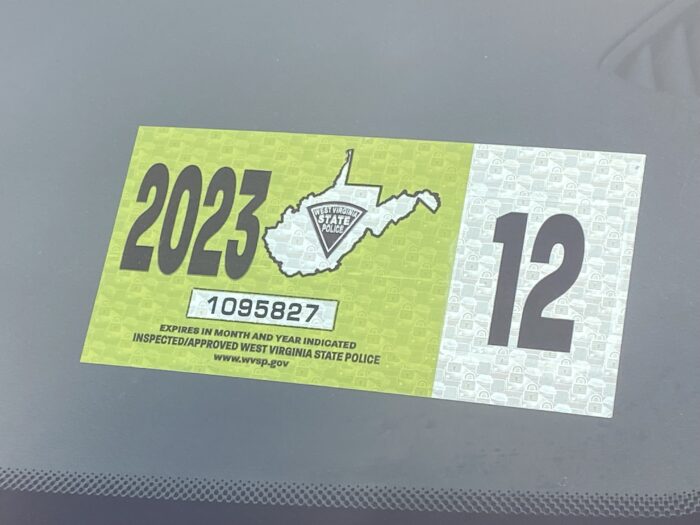 2023
WEST VIRGINIA
STATE
POLICE
12
1095827
EXPIRES IN MONTH AND YEAR INDICATED
INSPECTED/APPROVED WEST VIRGINIA STATE POLICE
www.wvsp.gov